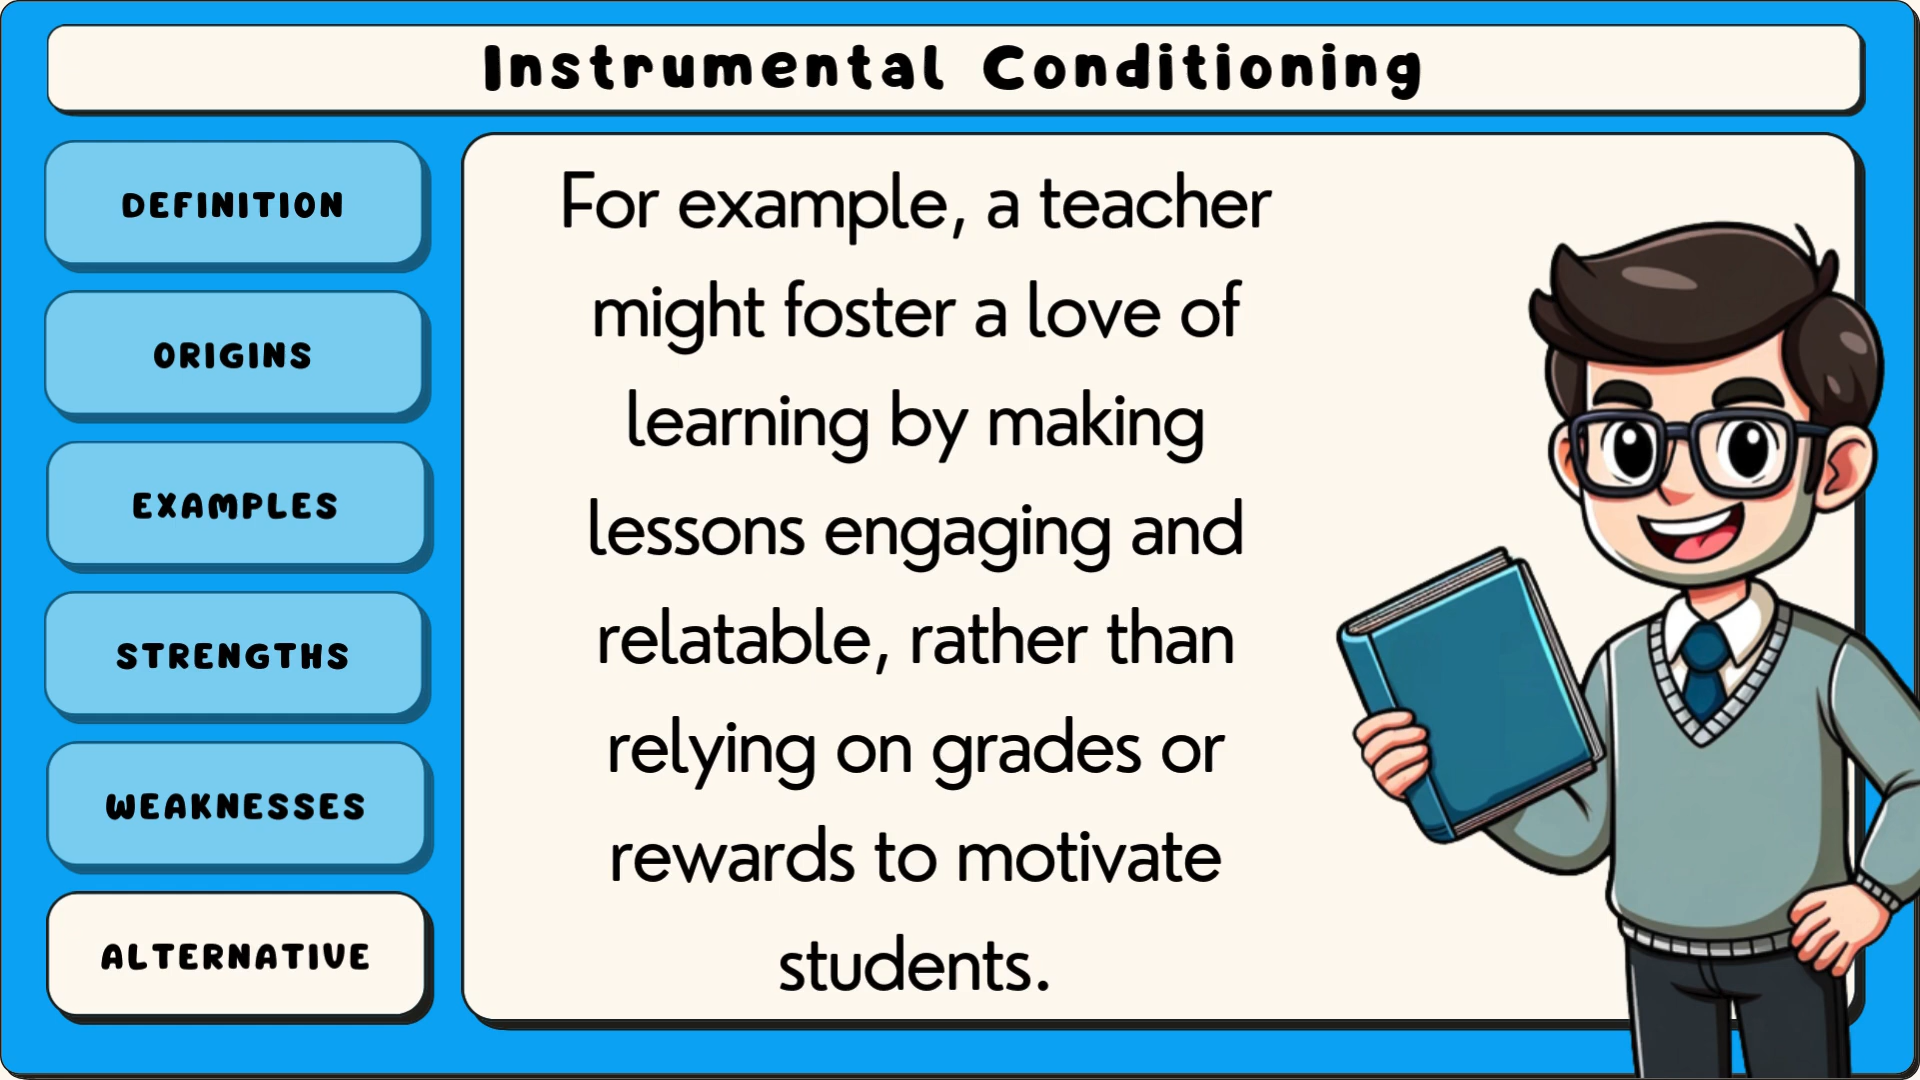 Instrumental Conditioning
DEFINITION
ORIGINS
EXAMPLES
STRENGTHS
WEAKNESSES
ALTERNATIVE
For example, a teacher
might foster a love of
learning by making
lessons engaging and
relatable, rather than
relying on grades or
rewards to motivate
students.